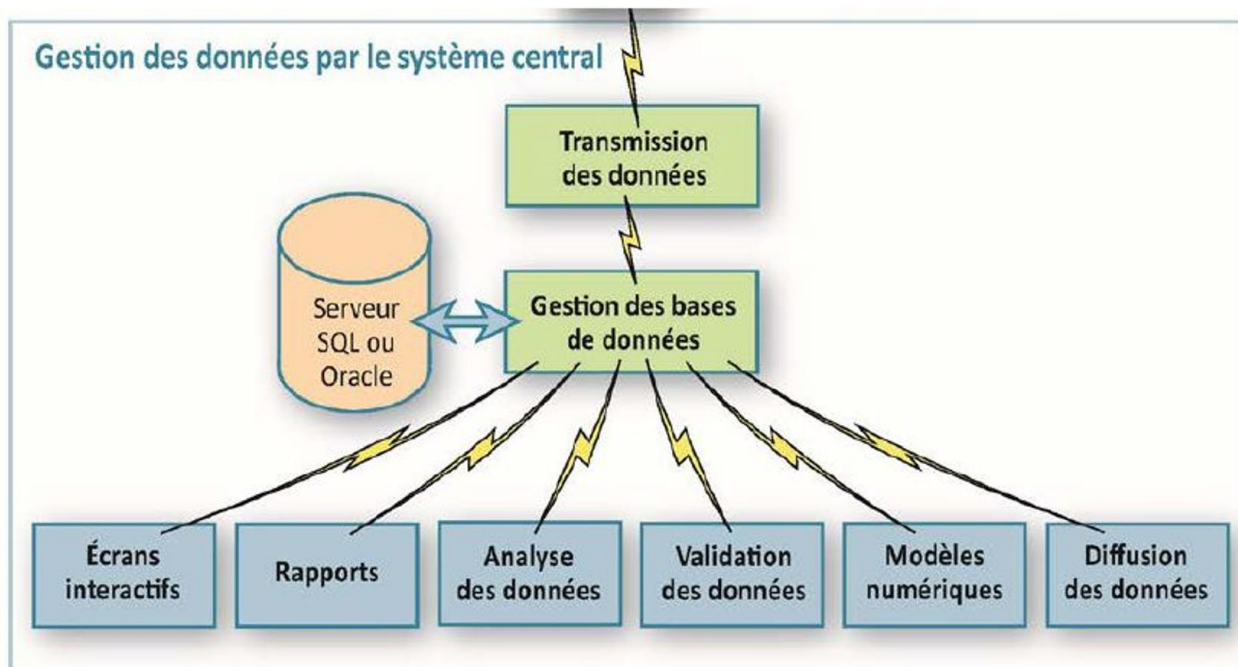 Gestion des données par le système central
Transmission
des données
Serveur
SQL ou
Oracle
Gestion des bases
de données
Écrans
interactifs
Rapports
Analyse
des données
Validation
des données
Modèles
numériques
Diffusion
des données